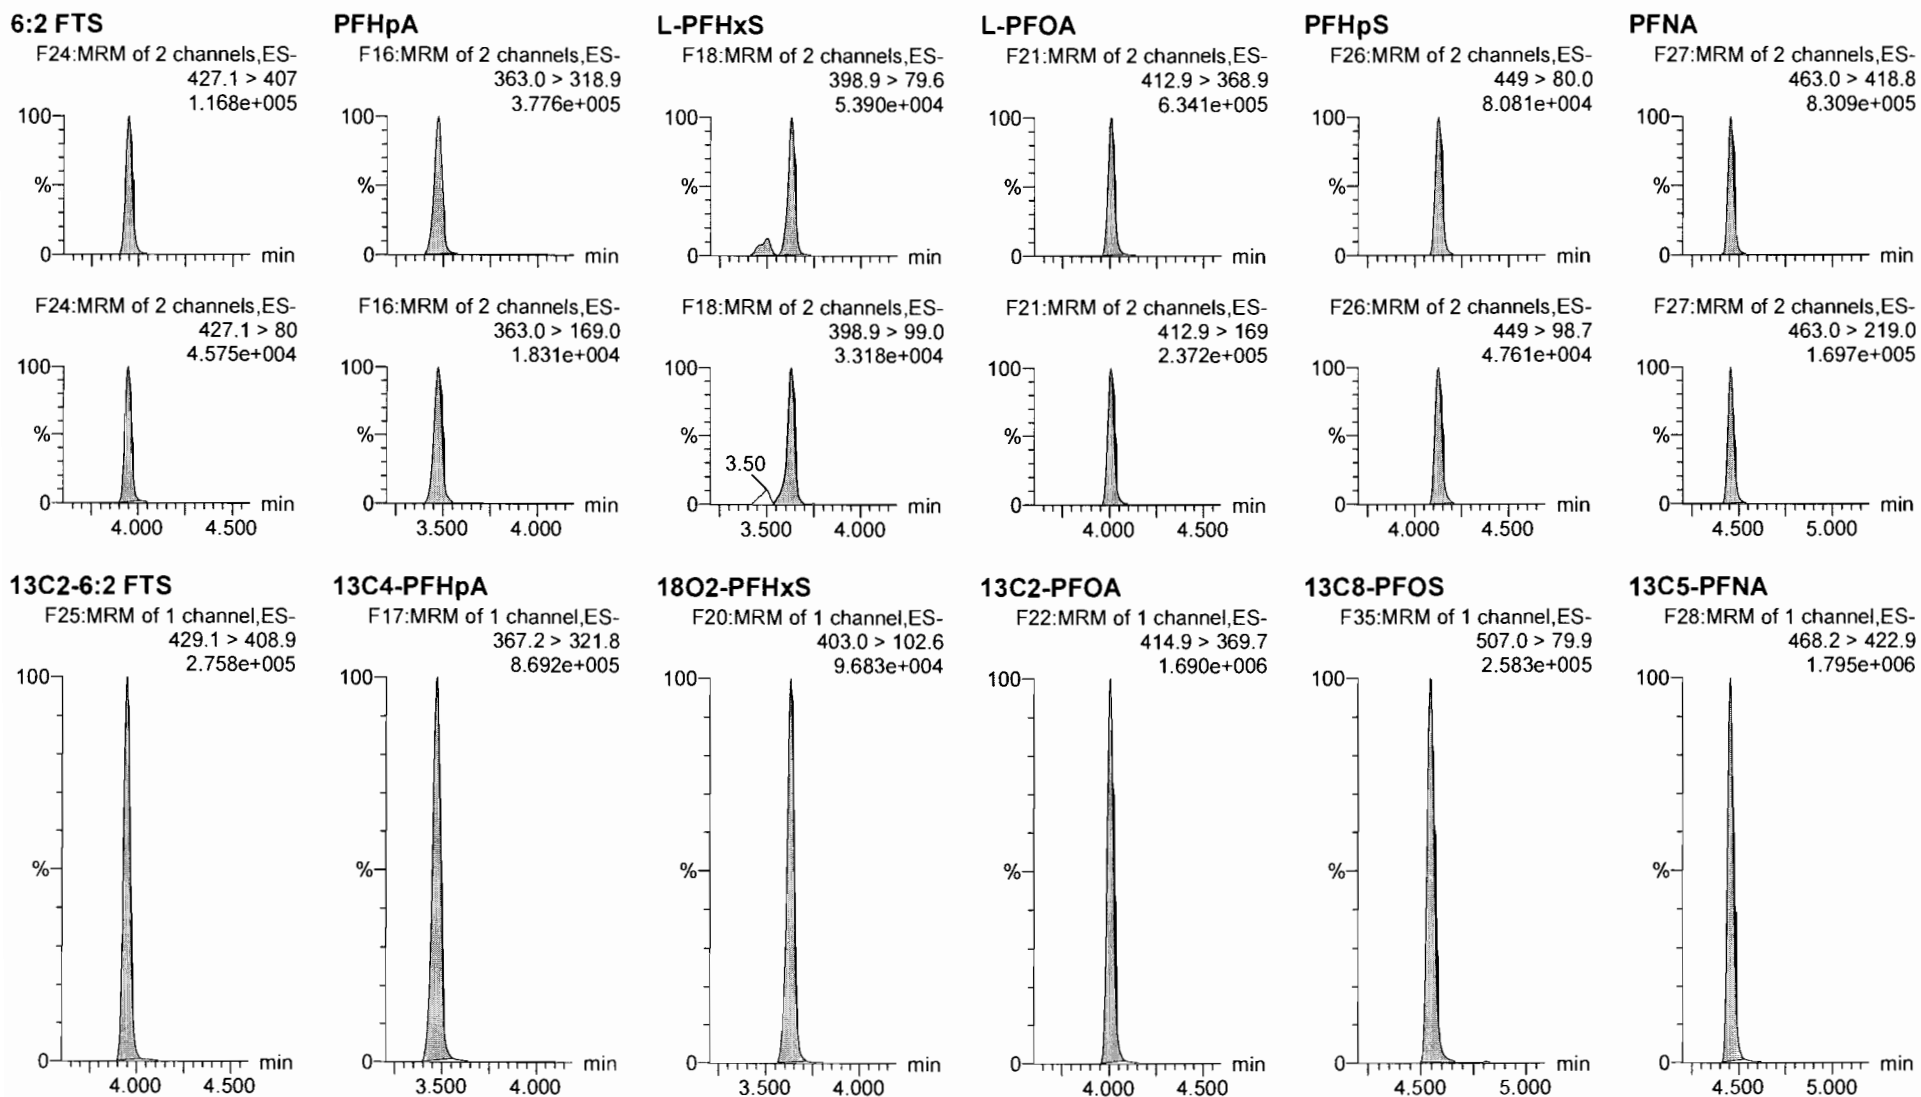 6:2 FTS
F24:MRM of 2 channels,ES-
427.1 > 407
1.168e+005
100
%
0
min
PFHpA
F16:MRM of 2 channels,ES-
363.0 > 318.9
3.776e+005
100
%
0
min
L-PFHxS
F18:MRM of 2 channels,ES-
398.9 > 79.6
5.390e+004
100
%
0
min
L-PFOA
F21:MRM of 2 channels,ES-
412.9 > 368.9
6.341e+005
100
%
0
min
PFHpS
F26:MRM of 2 channels,ES-
449 > 80.0
8.081e+004
100
%
0
min
PFNA
F27:MRM of 2 channels,ES-
463.0 > 418.8
8.309e+005
100
%
0
min
F24:MRM of 2 channels,ES-
427.1 > 80
4.575e+004
100
%
0
min
4.000 4.500
F16:MRM of 2 channels,ES-
363.0 > 169.0
1.831e+004
100
%
0
min
3.500 4.000
F18:MRM of 2 channels,ES-
398.9 > 99.0
3.318e+004
100
%
3.50
0
min
3.500 4.000
F21:MRM of 2 channels,ES-
412.9 > 169
2.372e+005
100
%
0
min
4.000 4.500
F26:MRM of 2 channels,ES-
449 > 98.7
4.761e+004
100
%
0
min
4.000 4.500
F27:MRM of 2 channels,ES-
463.0 > 219.0
1.697e+005
100
%
0
min
4.500 5.000
13C2-6:2 FTS
F25:MRM of 1 channel,ES-
429.1 > 408.9
2.758e+005
100
%
0
min
4.000 4.500
13C4-PFHpA
F17:MRM of 1 channel,ES-
367.2 > 321.8
8.692e+005
100
%
0
min
3.500 4.000
18O2-PFHxS
F20:MRM of 1 channel,ES-
403.0 > 102.6
9.683e+004
100
%
0
min
3.500 4.000
13C2-PFOA
F22:MRM of 1 channel,ES-
414.9 > 369.7
1.690e+006
100
%
0
min
4.000 4.500
13C8-PFOS
F35:MRM of 1 channel,ES-
507.0 > 79.9
2.583e+005
100
%
0
min
4.500 5.000
13C5-PFNA
F28:MRM of 1 channel,ES-
468.2 > 422.9
1.795e+006
100
%
0
min
4.500 5.000